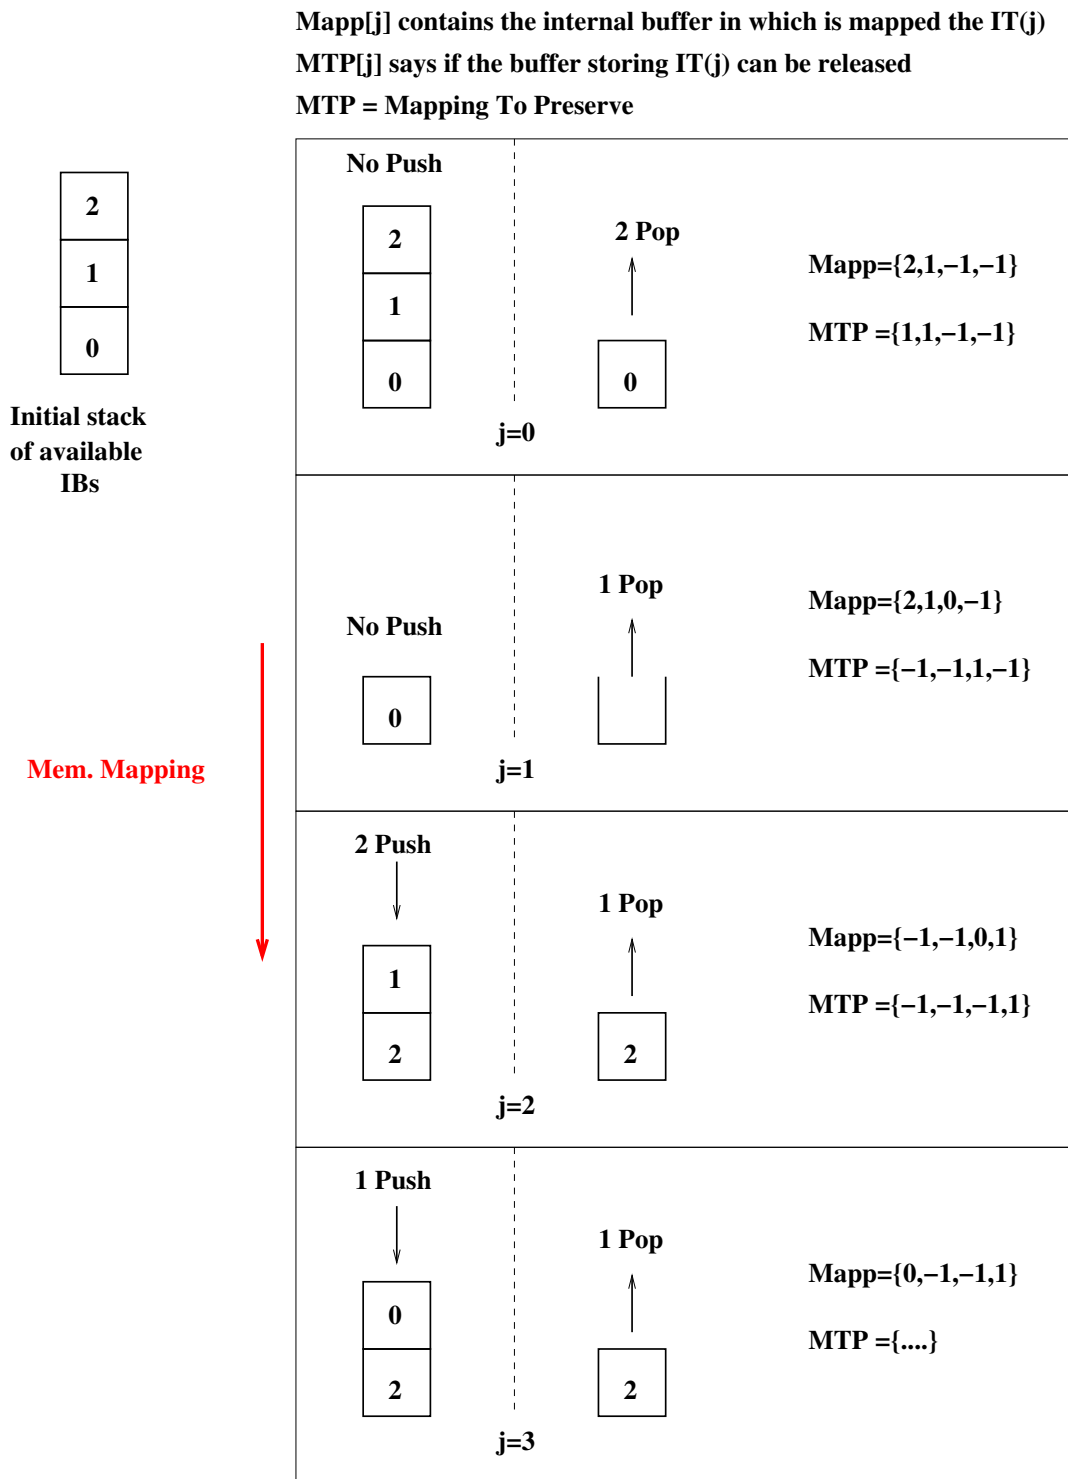 Mapp[j] contains the internal buffer in which is mapped the IT(j)
MTP[j] says if the buffer storing IT(j) can be released
MTP = Mapping To Preserve
2
1
0
Initial stack
of available
IBs
No Push
2
1
0
2 Pop
0
Mapp={2,1,−1,−1}
MTP ={1,1,−1,−1}
j=0
No Push
0
1 Pop
Mapp={2,1,0,−1}
MTP ={−1,−1,1,−1}
j=1
Mem. Mapping
2 Push
1
2
1 Pop
2
Mapp={−1,−1,0,1}
MTP ={−1,−1,−1,1}
j=2
1 Push
0
2
1 Pop
2
Mapp={0,−1,−1,1}
MTP ={....}
j=3